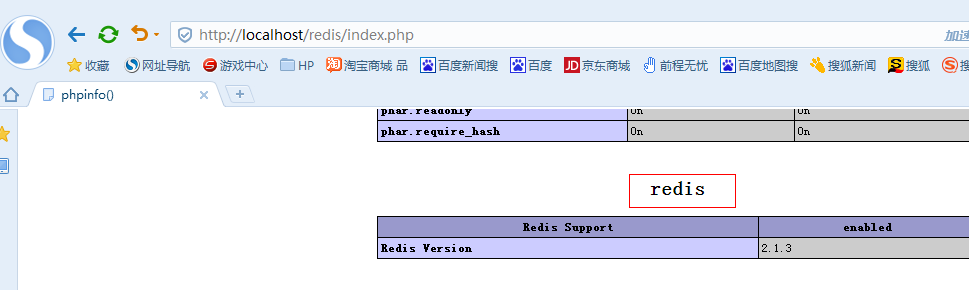 http://localhost/redis/index.php
加速
收藏 网址导航 游戏中心 HP 淘宝商城 品 百度新闻搜 百度 京东商城 前程无忧 百度地图搜 搜狐新闻 搜狐 搜
phpinfo()
phar.readonly On On
phar.require_hash On On
redis
Redis Support enabled
Redis Version 2.1.3